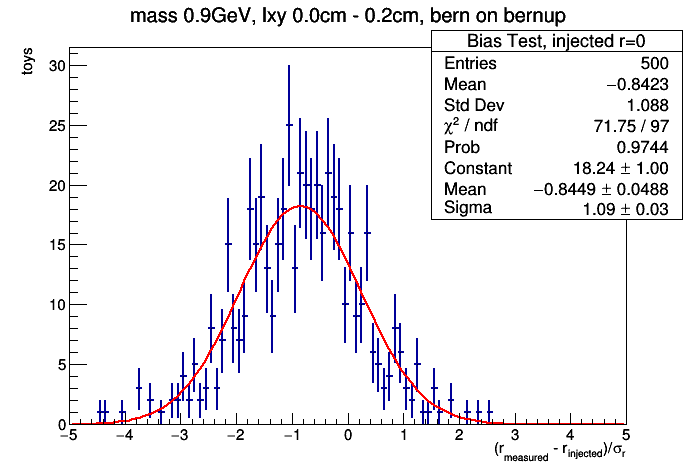 mass 0.9GeV, lxy 0.0cm - 0.2cm, bern on bernup
Bias Test, injected r=0
Entries 500
Mean −0.8423
Std Dev 1.088
χ² / ndf 71.75 / 97
Prob 0.9744
Constant 18.24 ± 1.00
Mean −0.8449 ± 0.0488
Sigma 1.09 ± 0.03
toys
30
25
20
15
10
5
0
−5 −4 −3 −2 −1 0 1 2 3 4 5
(r_measured - r_injected)/σ_r